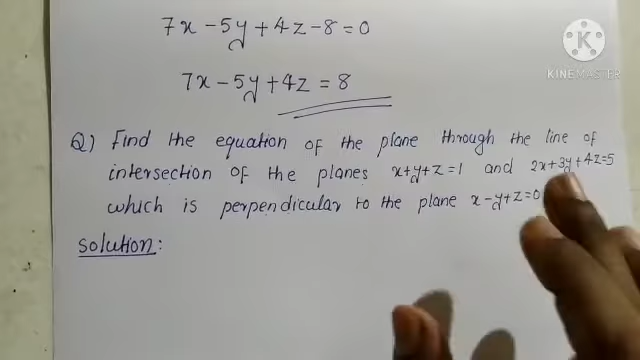 7x - 5y + 4z - 8 = 0
7x - 5y + 4z = 8
KINEMASTER
Q) Find the equation of the plane through the line of
intersection of the planes x+y+z=1 and 2x+3y+4z=5
which is perpendicular to the plane x-y+z=0
Solution: